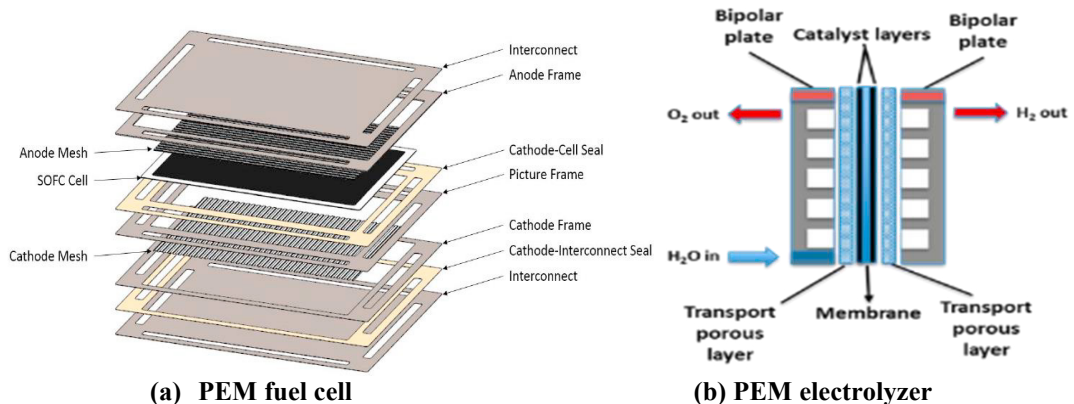 Interconnect
Anode Frame
Anode Mesh
SOFC Cell
Cathode-Cell Seal
Picture Frame
Cathode Frame
Cathode Mesh
Cathode-Interconnect Seal
Interconnect
(a) PEM fuel cell
Bipolar
plate
Catalyst layers
Bipolar
plate
O₂ out
H₂ out
H₂O in
Transport
porous
layer
Membrane
Transport
porous
layer
(b) PEM electrolyzer